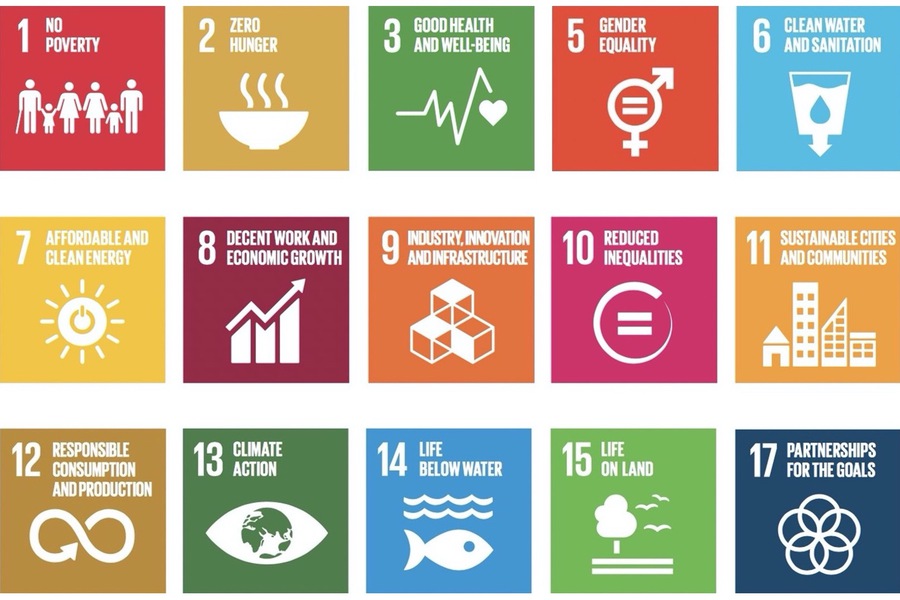 1 NO
POVERTY
2 ZERO
HUNGER
3 GOOD HEALTH
AND WELL-BEING
5 GENDER
EQUALITY
6 CLEAN WATER
AND SANITATION
7 AFFORDABLE AND
CLEAN ENERGY
8 DECENT WORK AND
ECONOMIC GROWTH
9 INDUSTRY, INNOVATION
AND INFRASTRUCTURE
10 REDUCED
INEQUALITIES
11 SUSTAINABLE CITIES
AND COMMUNITIES
12 RESPONSIBLE
CONSUMPTION
AND PRODUCTION
13 CLIMATE
ACTION
14 LIFE
BELOW WATER
15 LIFE
ON LAND
17 PARTNERSHIPS
FOR THE GOALS